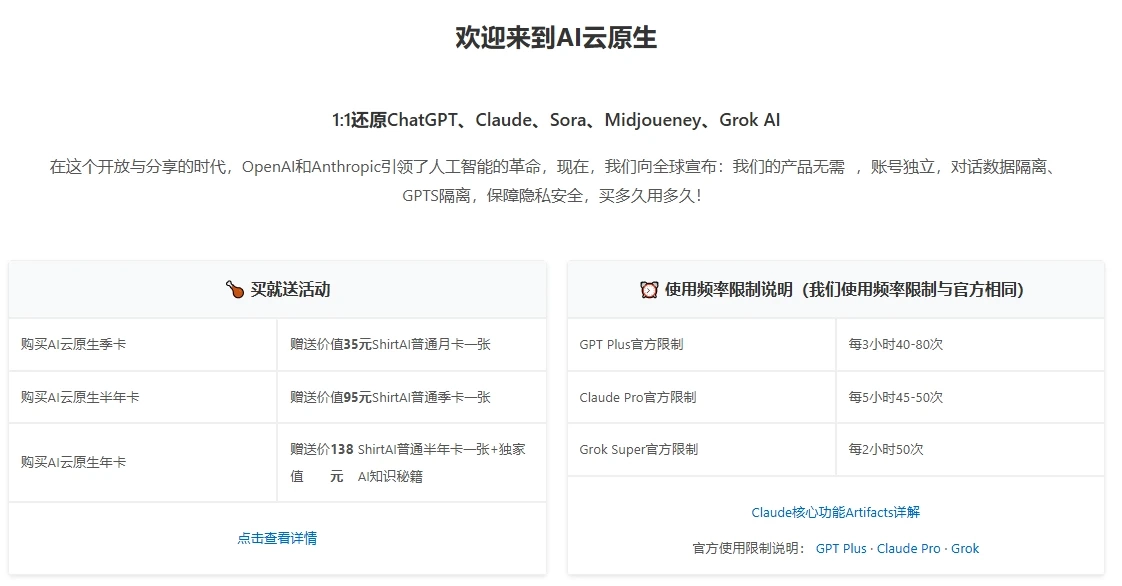 欢迎来到AI云原生
1:1还原ChatGPT、Claude、Sora、Midjoueney、Grok AI
在这个开放与分享的时代，OpenAI和Anthropic引领了人工智能的革命，现在，我们向全球宣布：我们的产品无需 ，账号独立，对话数据隔离、
GPTS隔离，保障隐私安全，买多久用多久！
买就送活动
购买AI云原生季卡
赠送价值35元ShirtAI普通月卡一张
购买AI云原生半年卡
赠送价值95元ShirtAI普通季卡一张
购买AI云原生年卡
赠送价138 ShirtAI普通半年卡一张+独家
值 元 AI知识秘籍
点击查看详情
使用频率限制说明（我们使用频率限制与官方相同）
GPT Plus官方限制
每3小时40-80次
Claude Pro官方限制
每5小时45-50次
Grok Super官方限制
每2小时50次
Claude核心功能Artifacts详解
官方使用限制说明： GPT Plus · Claude Pro · Grok